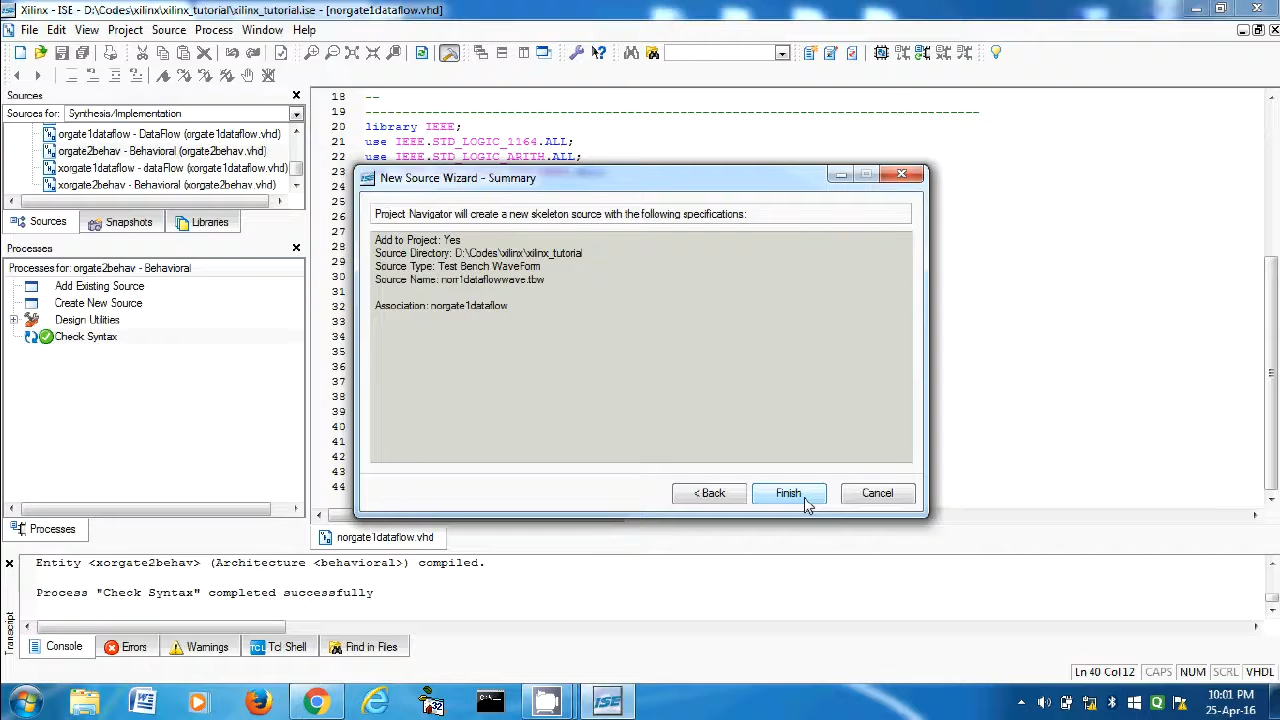 Xilinx - ISE - D:\Codes\xilinx\xilinx_tutorial\xilinx_tutorial.ise - [norgate1dataflow.vhd]
File Edit View Project Source Process Window Help
Sources
Sources for: Synthesis/Implementation
orgate1dataflow - DataFlow (orgate1dataflow.vhd)
orgate2behav - Behavioral (orgate2behav.vhd)
xorgate1dataflow - dataFlow (xorgate1dataflow.vhd)
xorgate2behav - Behavioral (xorgate2behav.vhd)
Sources Snapshots Libraries
Processes
Processes for: orgate2behav - Behavioral
Add Existing Source
Create New Source
Design Utilities
Check Syntax
Processes
18 --
19 ----------------------------------------------------------------------------------
20 library IEEE;
21 use IEEE.STD_LOGIC_1164.ALL;
22 use IEEE.STD_LOGIC_ARITH.ALL;
23
24
25
26
27
28
29
30
31
32
33
34
35
36
37
38
39
40
41
42
43
44
New Source Wizard - Summary
Project Navigator will create a new skeleton source with the following specifications:
Add to Project: Yes
Source Directory: D:\Codes\xilinx\xilinx_tutorial
Source Type: Test Bench WaveForm
Source Name: norr1dataflowwave.tbw
Association: norgate1dataflow
< Back Finish Cancel
norgate1dataflow.vhd
Entity <xorgate2behav> (Architecture <behavioral>) compiled.
Process "Check Syntax" completed successfully
Transcript
Console Errors Warnings Tcl Shell Find in Files
Ln 40 Col 12 CAPS NUM SCRL VHDL
10:01 PM
25-Apr-16